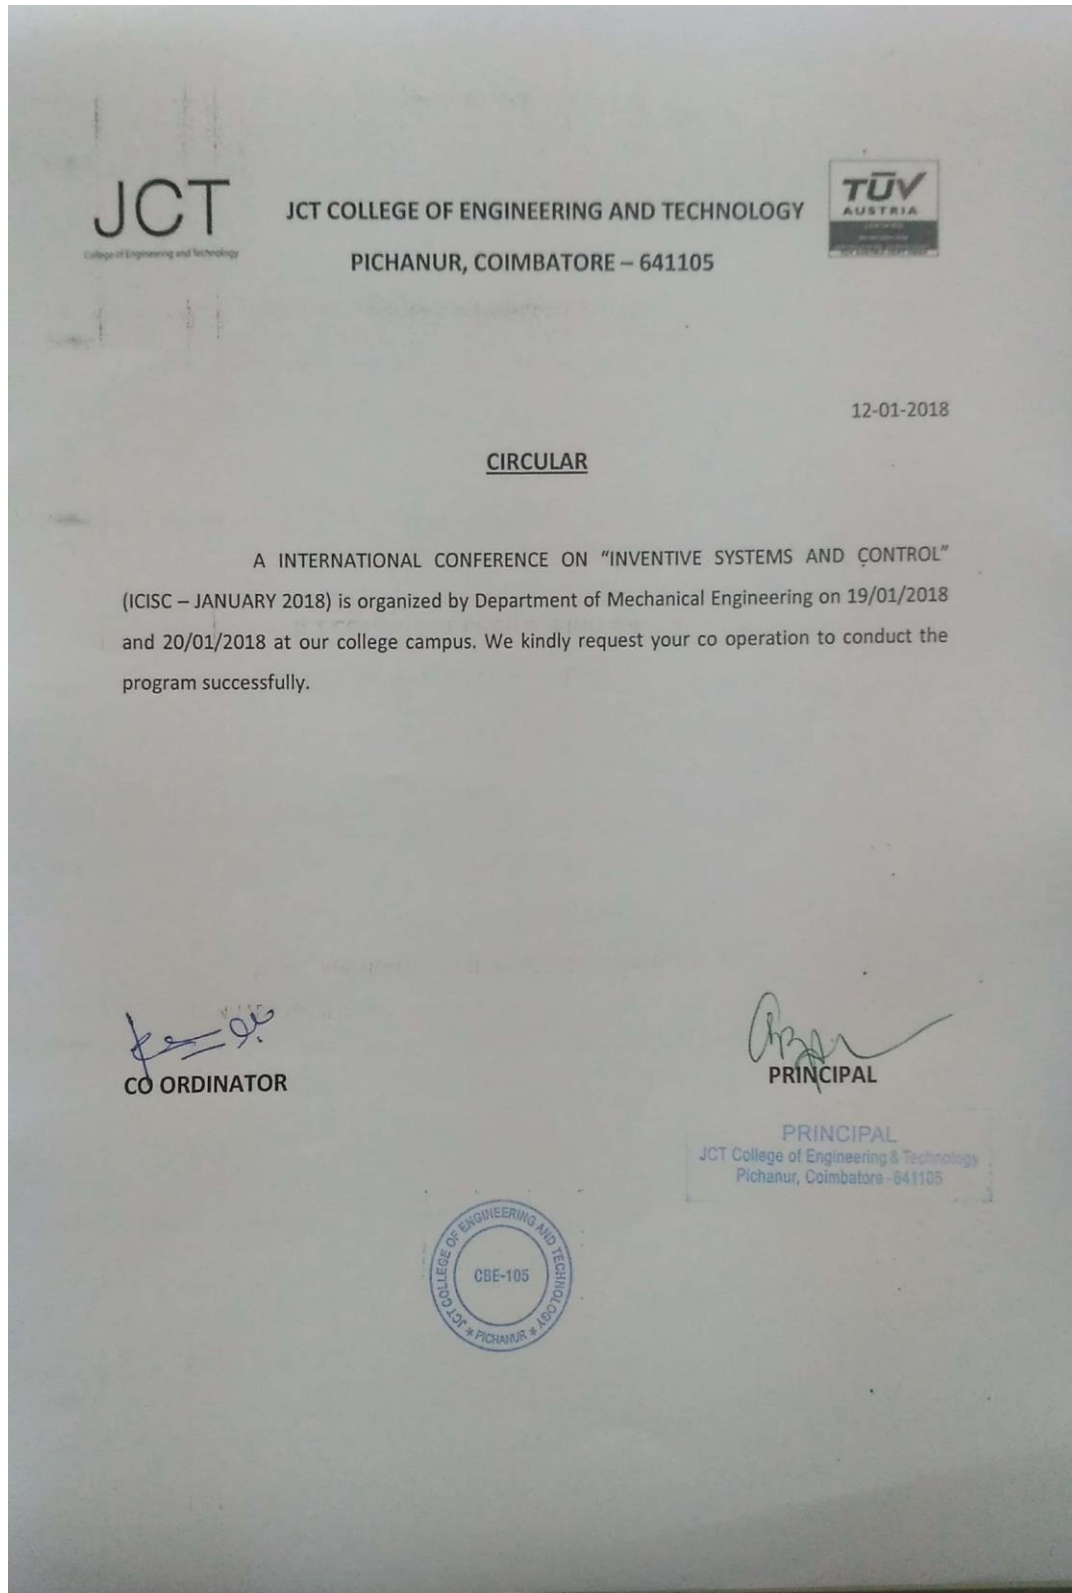 JCT
College of Engineering and Technology
JCT COLLEGE OF ENGINEERING AND TECHNOLOGY
PICHANUR, COIMBATORE – 641105
TÜV
AUSTRIA
12-01-2018
CIRCULAR
A INTERNATIONAL CONFERENCE ON “INVENTIVE SYSTEMS AND CONTROL”
(ICISC – JANUARY 2018) is organized by Department of Mechanical Engineering on 19/01/2018
and 20/01/2018 at our college campus. We kindly request your co operation to conduct the
program successfully.
CO ORDINATOR
PRINCIPAL
PRINCIPAL
JCT College of Engineering & Technology
Pichanur, Coimbatore -641105
JCT COLLEGE OF ENGINEERING AND TECHNOLOGY
CBE-105
* PICHANUR *